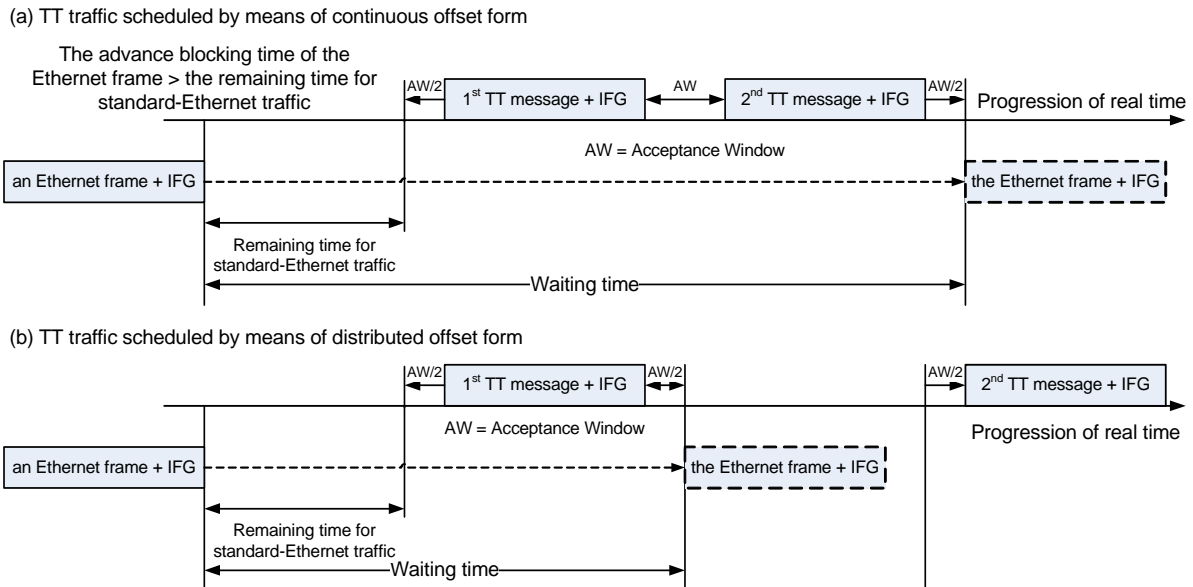 (a) TT traffic scheduled by means of continuous offset form
The advance blocking time of the
Ethernet frame > the remaining time for
standard-Ethernet traffic
AW/2
1st TT message + IFG
AW
2nd TT message + IFG
AW/2
Progression of real time
AW = Acceptance Window
an Ethernet frame + IFG
the Ethernet frame + IFG
Remaining time for
standard-Ethernet traffic
Waiting time
(b) TT traffic scheduled by means of distributed offset form
AW/2
1st TT message + IFG
AW/2
AW/2
2nd TT message + IFG
AW = Acceptance Window
Progression of real time
an Ethernet frame + IFG
the Ethernet frame + IFG
Remaining time for
standard-Ethernet traffic
Waiting time